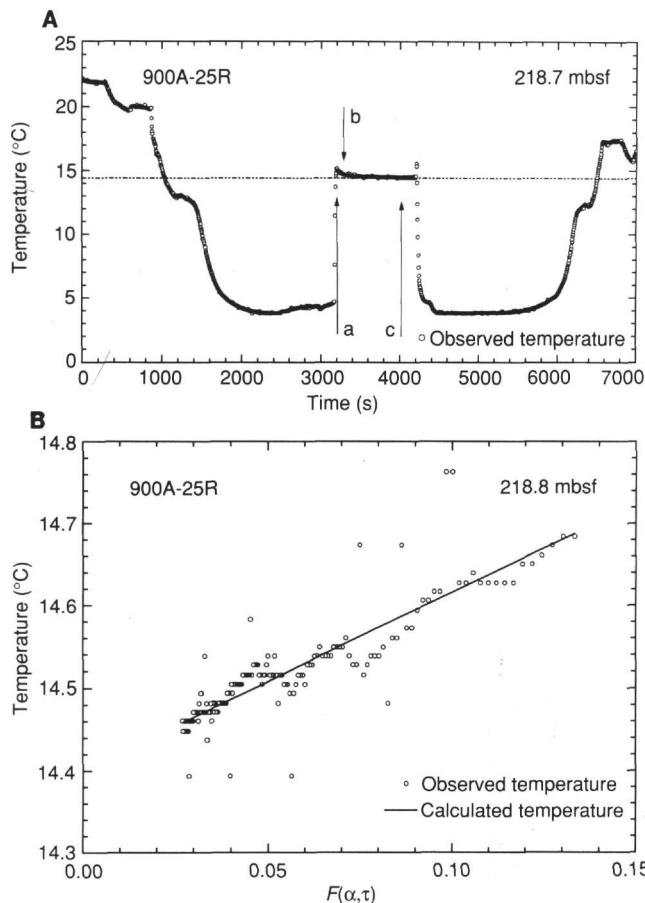 A
25
20
15
10
5
0
Temperature (°C)
900A-25R
218.7 mbsf
b
a
c
Observed temperature
0
1000
2000
3000
4000
5000
6000
7000
Time (s)
B
14.8
14.7
14.6
14.5
14.4
14.3
Temperature (°C)
900A-25R
218.8 mbsf
Observed temperature
Calculated temperature
0.00
0.05
0.10
0.15
F(α,τ)